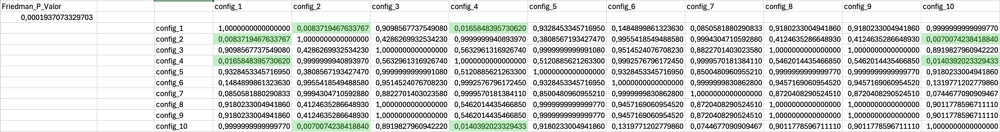 Friedman_P_Valor config_1 config_2 config_3 config_4 config_5 config_6 config_7 config_8 config_9 config_10
0,0001937073329703
config_1 1,0000000000000000 0,0083719467633767 0,9098567737549080 0,0165848395730620 0,9328453345716950 0,1484899861323630 0,0850581880290833 0,9180233004941860 0,9180233004941860 0,9999999999999770
config_2 0,0083719467633767 1,0000000000000000 0,4286269932534230 0,9999999940893970 0,3808567193427470 0,9955418549488580 0,9994304710592880 0,4124635286648930 0,4124635286648930 0,0070074238418840
config_3 0,9098567737549080 0,4286269932534230 1,0000000000000000 0,5632961316926740 0,9999999999991080 0,9514524076708230 0,8822701403023580 1,0000000000000000 1,0000000000000000 0,8919827960942220
config_4 0,0165848395730620 0,9999999940893970 0,5632961316926740 1,0000000000000000 0,5120885621263300 0,9992576796172450 0,9999570181384110 0,5462014435466850 0,5462014435466850 0,0140392023329433
config_5 0,9328453345716950 0,3808567193427470 0,9999999999991080 0,5120885621263300 1,0000000000000000 0,9328453345716950 0,8500480960955210 0,9999999999999770 0,9999999999999770 0,9180233004941860
config_6 0,1484899861323630 0,9955418549488580 0,9514524076708230 0,9992576796172450 0,9328453345716950 1,0000000000000000 0,9999999830862800 0,9457169060954520 0,9457169060954520 0,1319771202779860
config_7 0,0850581880290833 0,9994304710592880 0,8822701403023580 0,9999570181384110 0,8500480960955210 0,9999999830862800 1,0000000000000000 0,8720408290524510 0,8720408290524510 0,0744677090909467
config_8 0,9180233004941860 0,4124635286648930 1,0000000000000000 0,5462014435466850 0,9999999999999770 0,9457169060954520 0,8720408290524510 1,0000000000000000 1,0000000000000000 0,9011778596711110
config_9 0,9180233004941860 0,4124635286648930 1,0000000000000000 0,5462014435466850 0,9999999999999770 0,9457169060954520 0,8720408290524510 1,0000000000000000 1,0000000000000000 0,9011778596711110
config_10 0,9999999999999770 0,0070074238418840 0,8919827960942220 0,0140392023329433 0,9180233004941860 0,1319771202779860 0,0744677090909467 0,9011778596711110 0,9011778596711110 1,0000000000000000